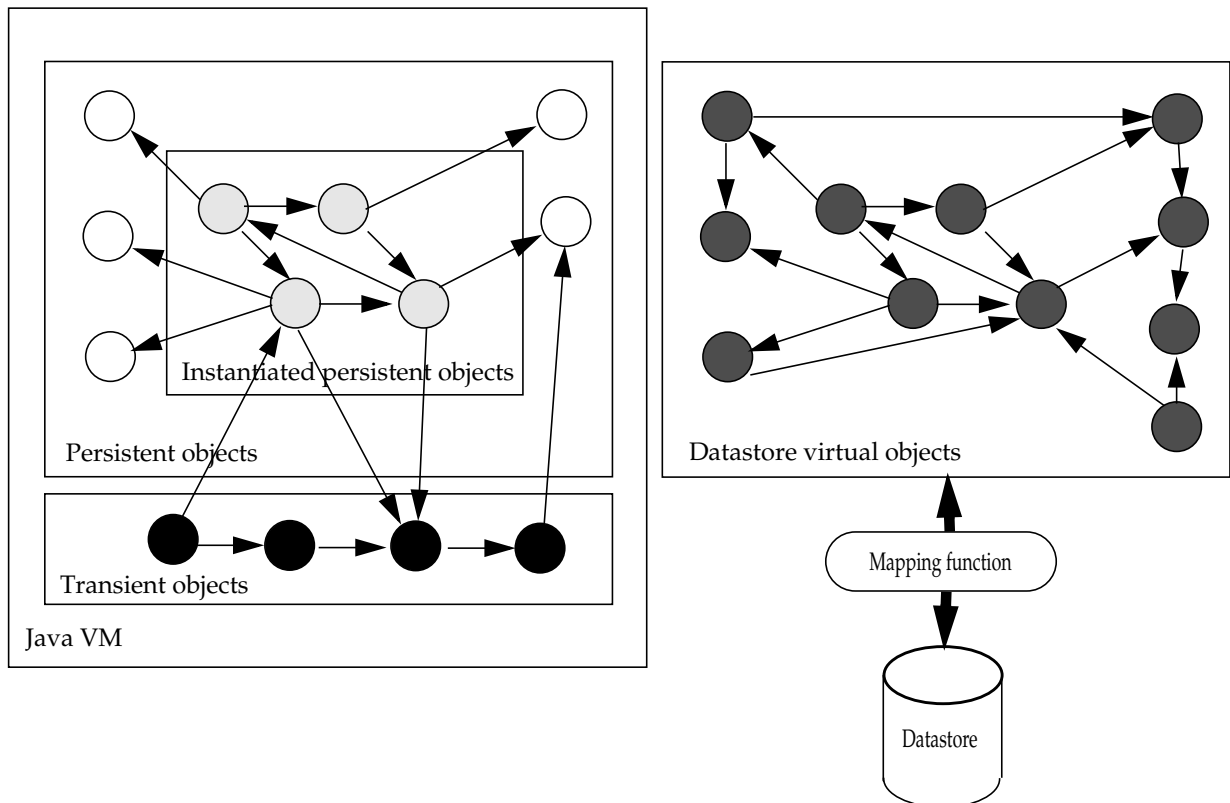 Instantiated persistent objects
Persistent objects
Transient objects
Java VM
Datastore virtual objects
Mapping function
Datastore